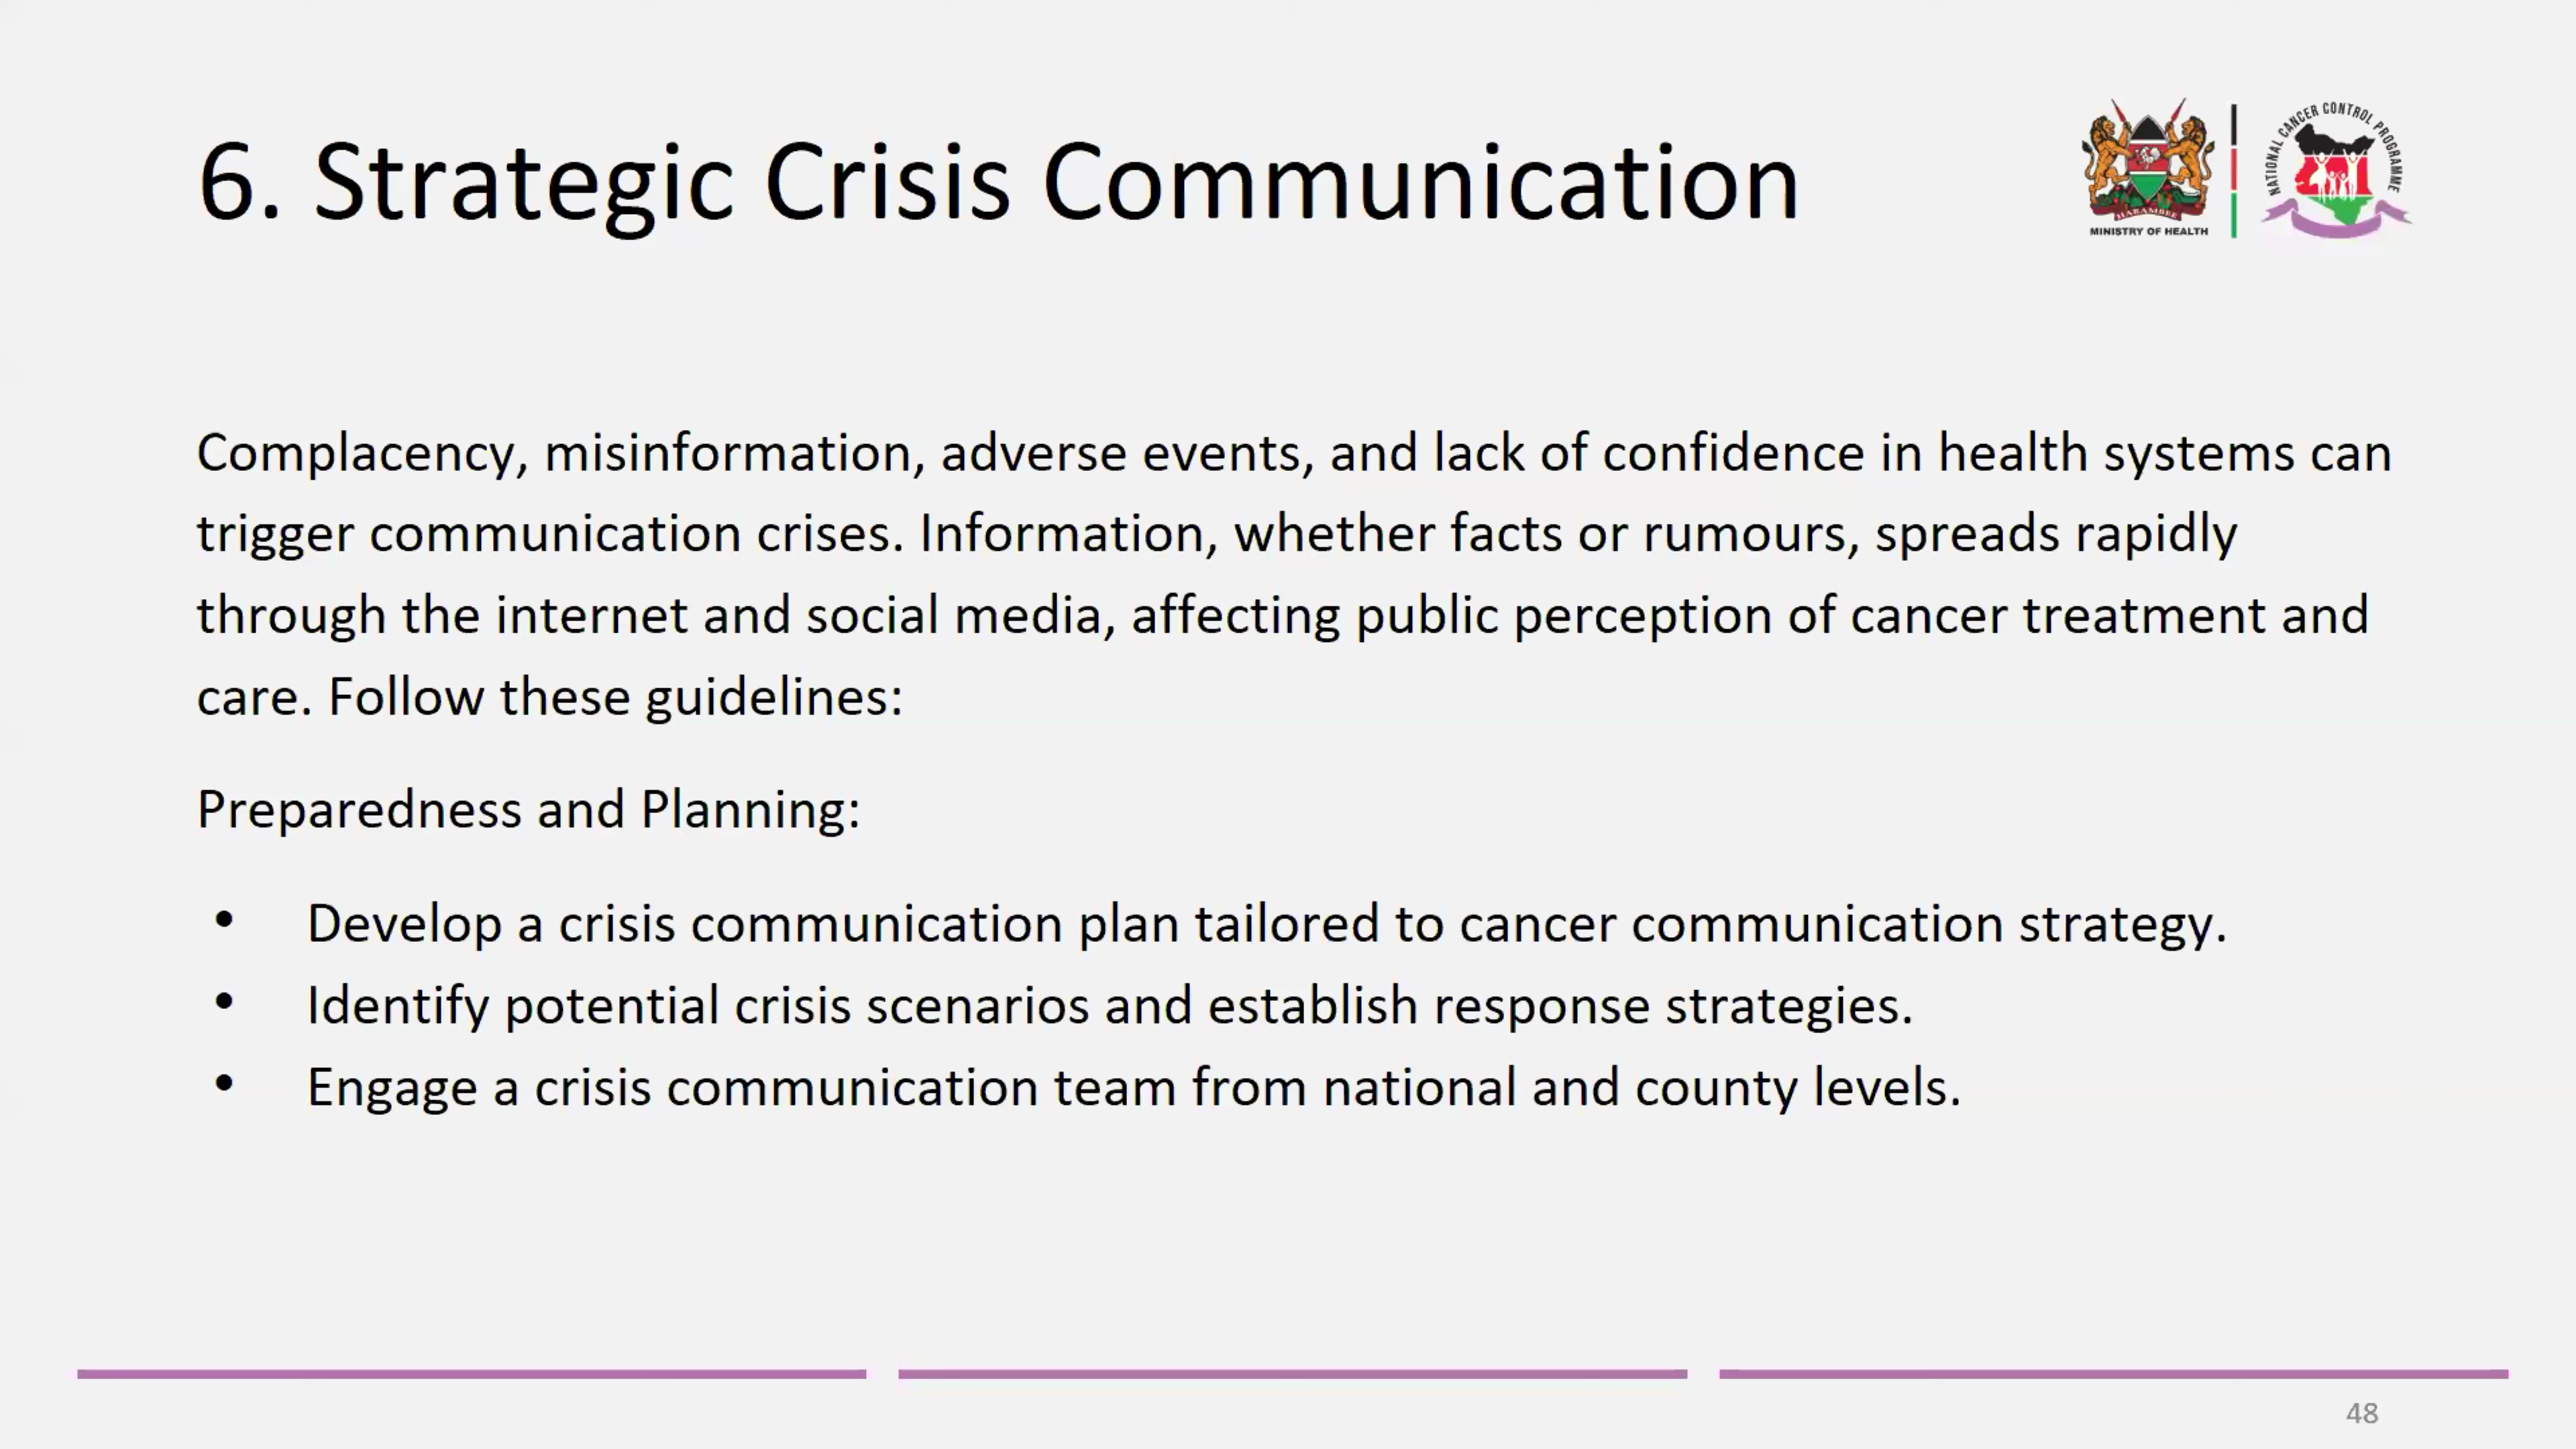 6. Strategic Crisis Communication
HARAMBEE
MINISTRY OF HEALTH
NATIONAL CANCER CONTROL PROGRAMME
Complacency, misinformation, adverse events, and lack of confidence in health systems can
trigger communication crises. Information, whether facts or rumours, spreads rapidly
through the internet and social media, affecting public perception of cancer treatment and
care. Follow these guidelines:
Preparedness and Planning:
• Develop a crisis communication plan tailored to cancer communication strategy.
• Identify potential crisis scenarios and establish response strategies.
• Engage a crisis communication team from national and county levels.
48